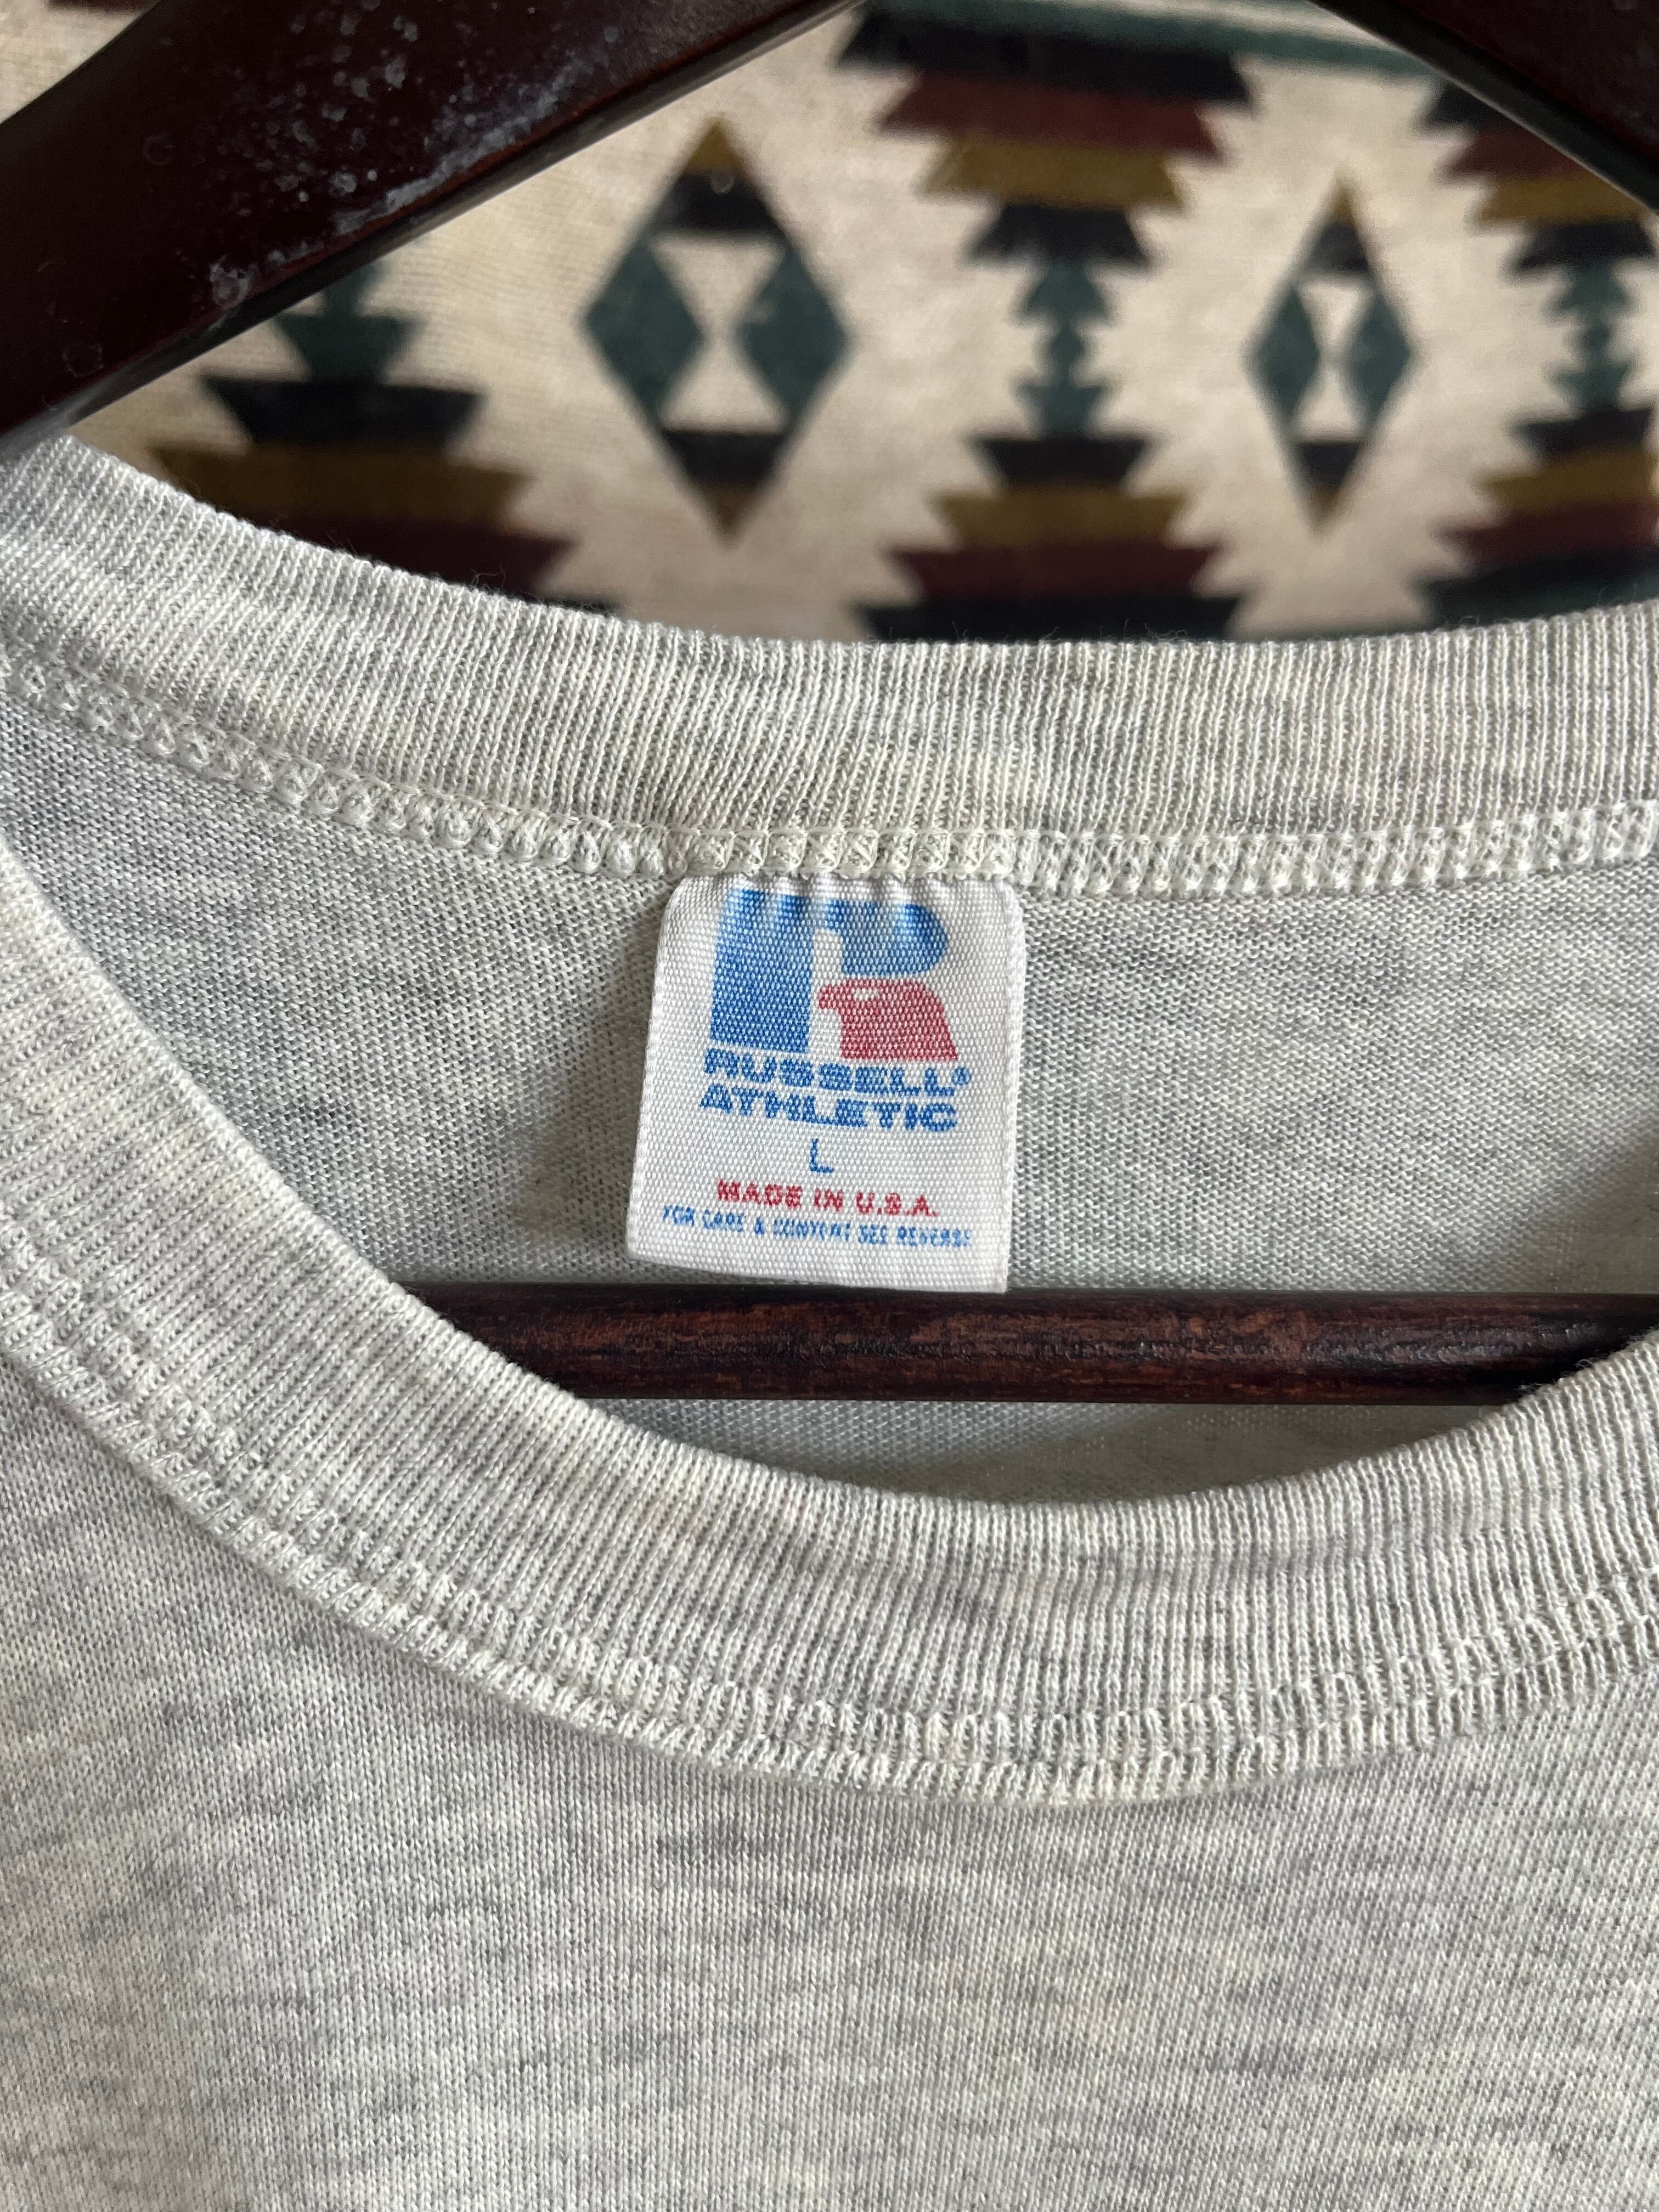 R
RUSSELL®
ATHLETIC
L
MADE IN U.S.A.
FOR CARE & CONTENT SEE REVERSE